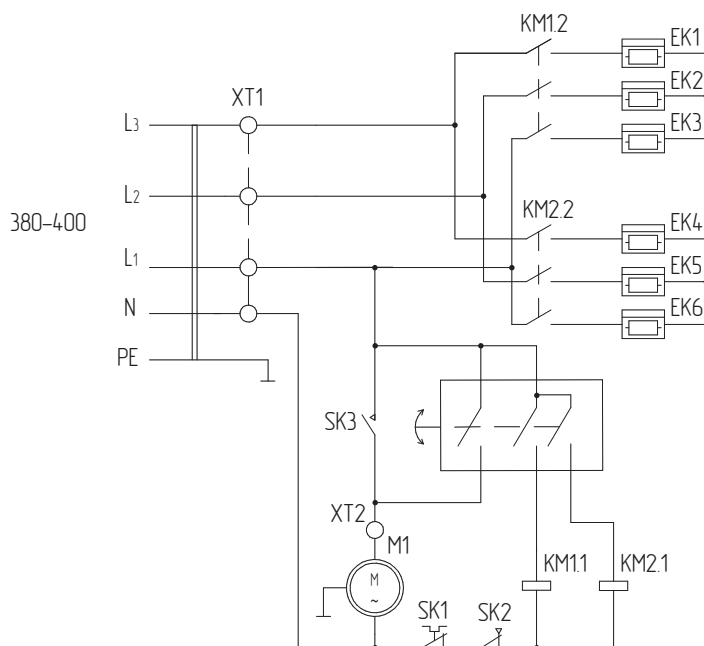 KM1.2
EK1
EK2
XT1
EK3
L3
L2
KM2.2
380–400
EK4
L1
EK5
N
EK6
PE
SK3
XT2
M1
KM1.1
KM2.1
M
~
SK1
SK2